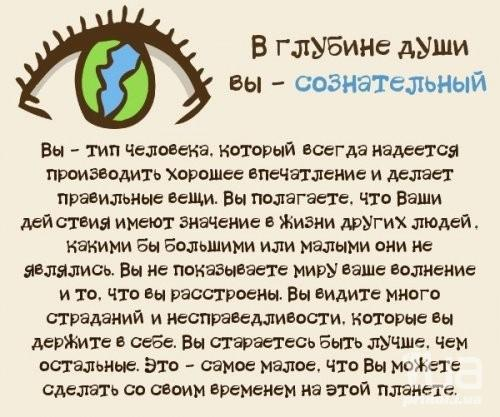 В глубине души
вы – сознательный
Вы – тип человека, который всегда надеется
производить хорошее впечатление и делает
правильные вещи. Вы полагаете, что Ваши
действия имеют значение в жизни других людей,
какими бы большими или малыми они не
являлись. Вы не показываете миру ваше волнение
и то, что вы расстроены. Вы видите много
страданий и несправедливости, которые вы
держите в себе. Вы стараетесь быть лучше, чем
остальные. Это – самое малое, что Вы можете
сделать со своим временем на этой планете.